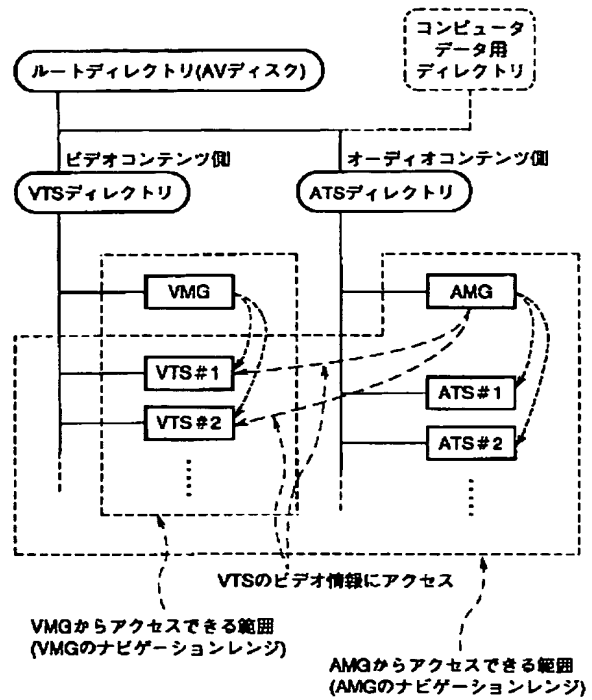 コンピュータ
データ用
ディレクトリ
ルートディレクトリ(AVディスク)
ビデオコンテンツ側
オーディオコンテンツ側
VTSディレクトリ
ATSディレクトリ
VMG
AMG
VTS#1
ATS#1
VTS#2
ATS#2
VTSのビデオ情報にアクセス
VMGからアクセスできる範囲
(VMGのナビゲーションレンジ)
AMGからアクセスできる範囲
(AMGのナビゲーションレンジ)